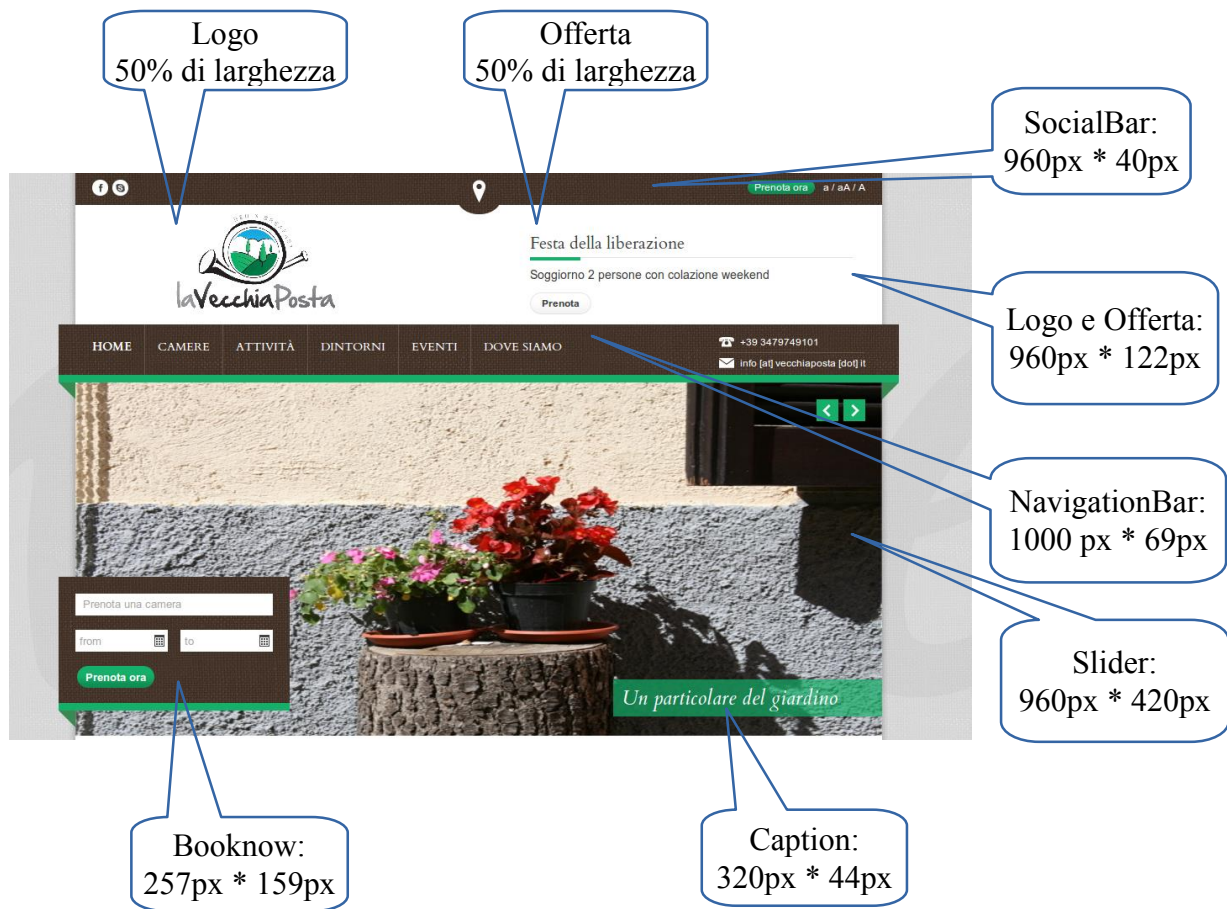 Logo
50% di larghezza
Offerta
50% di larghezza
SocialBar:
960px * 40px
f S
Prenota ora a / aA / A
BED & BREAKFAST
laVecchiaPosta
Festa della liberazione
Soggiorno 2 persone con colazione weekend
Prenota
Logo e Offerta:
960px * 122px
HOME CAMERE ATTIVITÀ DINTORNI EVENTI DOVE SIAMO
+39 3479749101
info [at] vecchiaposta [dot] it
NavigationBar:
1000 px * 69px
Prenota una camera
from to
Prenota ora
Un particolare del giardino
Slider:
960px * 420px
Booknow:
257px * 159px
Caption:
320px * 44px